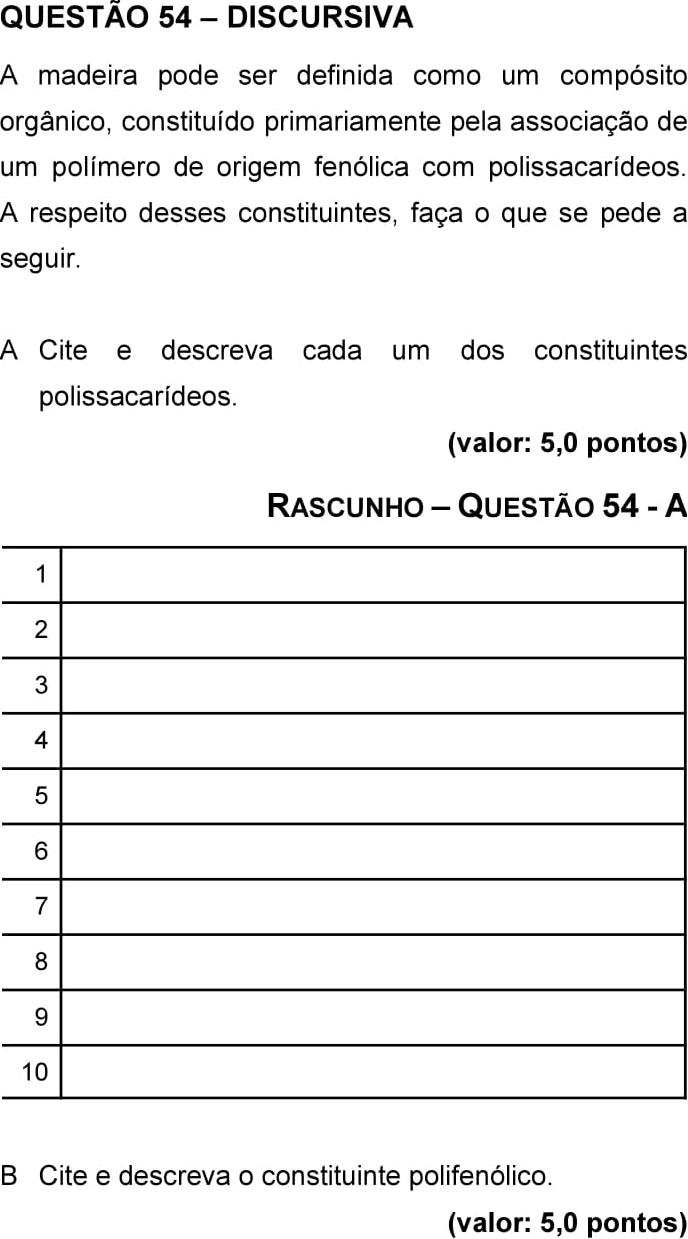 QUESTÃO 54 – DISCURSIVA
A madeira pode ser definida como um compósito
orgânico, constituído primariamente pela associação de
um polímero de origem fenólica com polissacarídeos.
A respeito desses constituintes, faça o que se pede a
seguir.
A Cite e descreva cada um dos constituintes
polissacarídeos.
(valor: 5,0 pontos)
RASCUNHO – QUESTÃO 54 - A
1
2
3
4
5
6
7
8
9
10
B Cite e descreva o constituinte polifenólico.
(valor: 5,0 pontos)